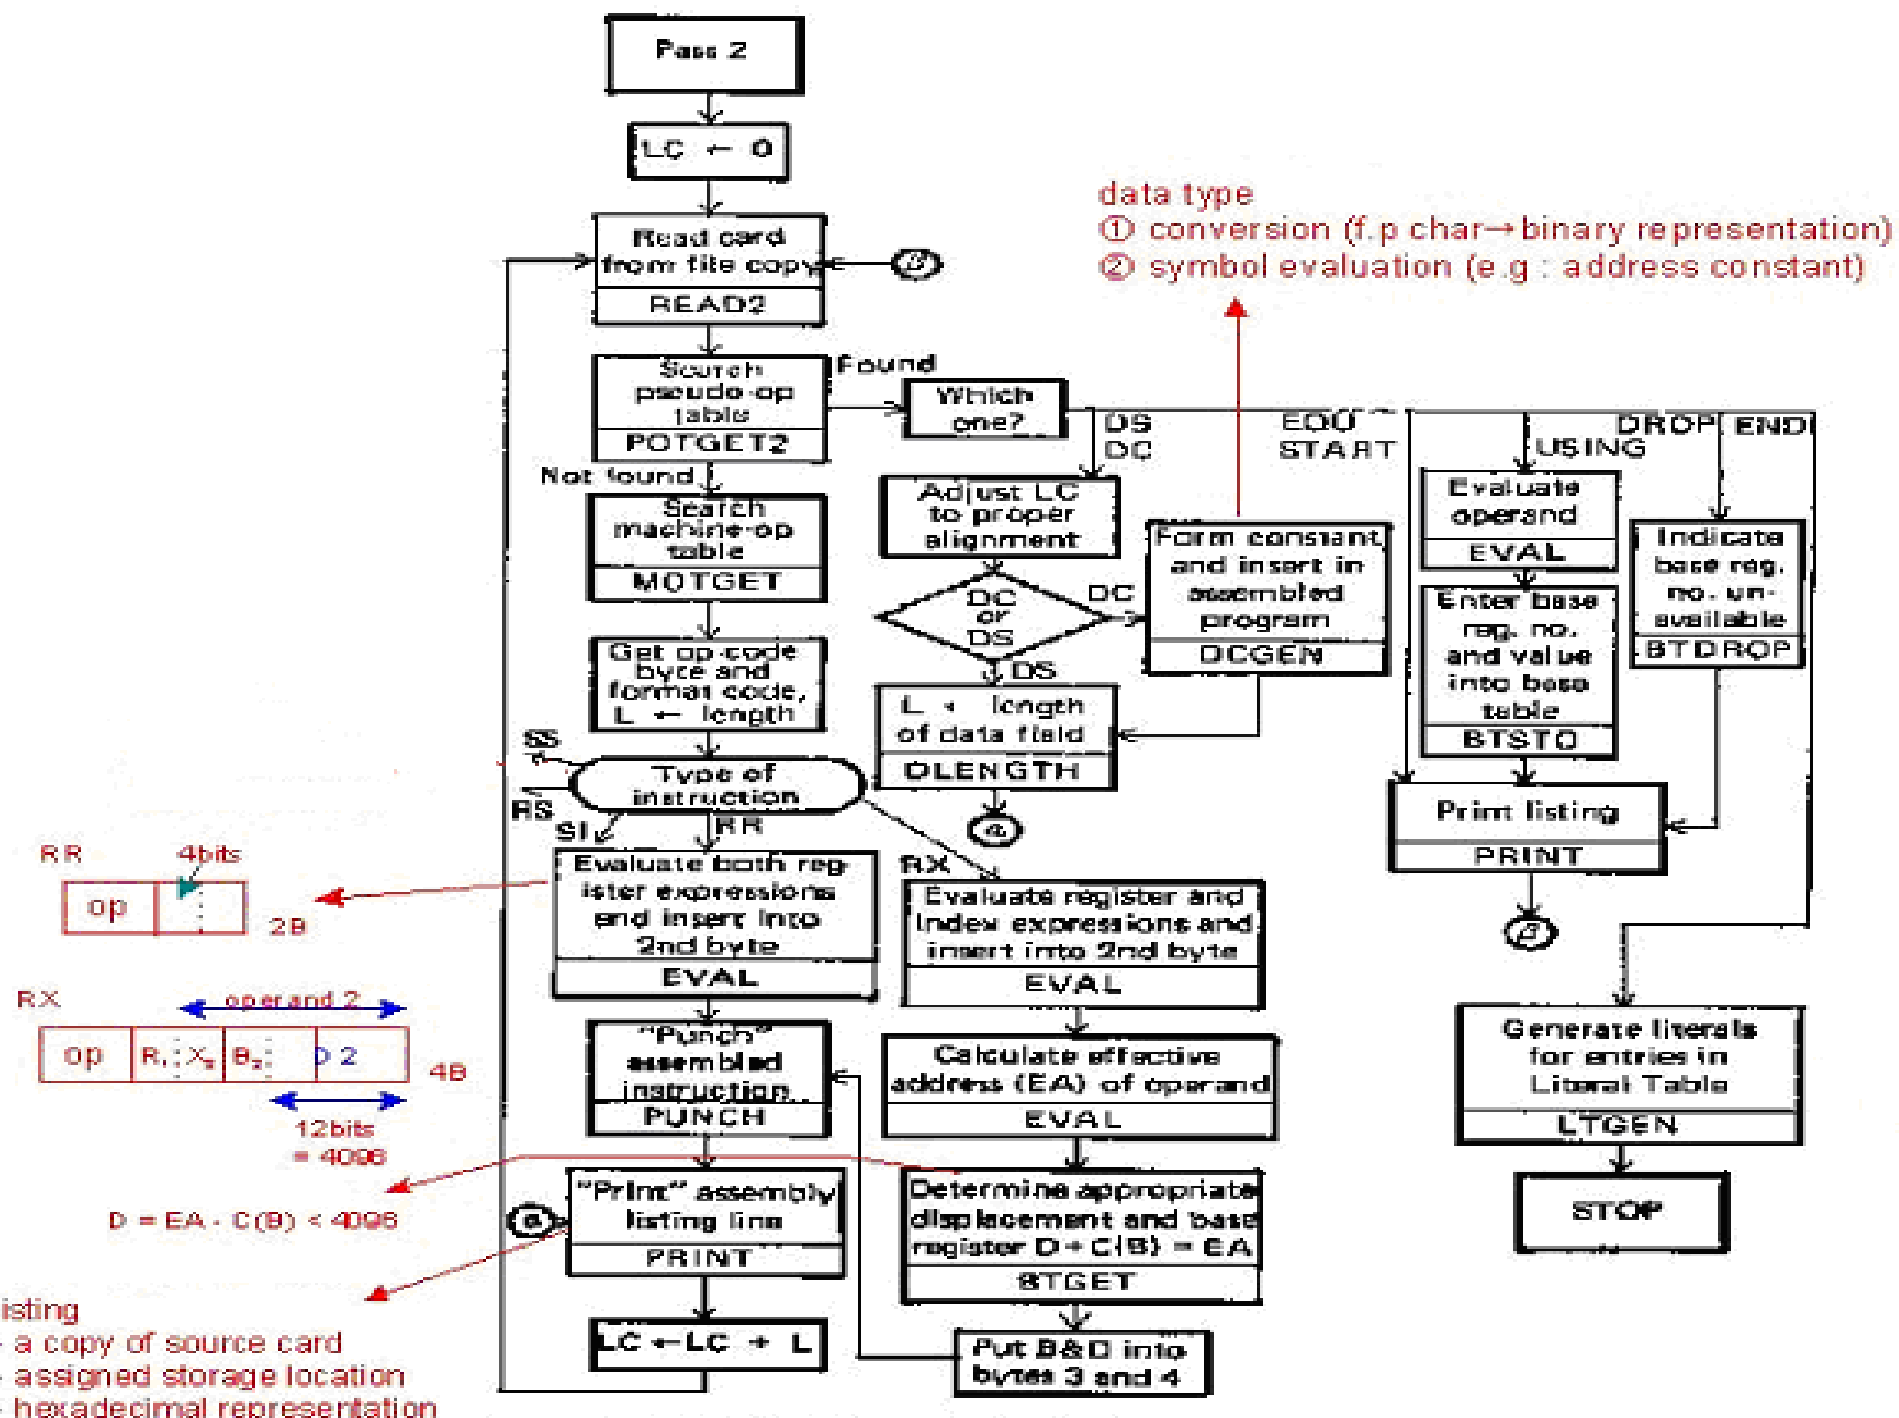 Pass 2
LC ← 0
Read card
from file copy
READ2
β
data type
① conversion (f.p char→binary representation)
② symbol evaluation (e.g : address constant)
Search
pseudo-op
table
POTGET2
Found
Which
one?
DS
DC
EQU
START
USING
DROP
END
Not found
Search
machine-op
table
MOTGET
Adjust LC
to proper
alignment
Form constant
and insert in
assembled
program
DCGEN
Evaluate
operand
EVAL
Indicate
base reg.
no. un-
available
BTDROP
DC
or
DS
DC
DS
Enter base
reg. no.
and value
into base
table
BTSTO
Get op-code
byte and
format code,
L ← length
L ← length
of data field
DLENGTH
a
SS
RS
SI
RR
RX
Type of
instruction
Print listing
PRINT
β
RR
4bits
op
2B
Evaluate both reg-
ister expressions
and insert into
2nd byte
EVAL
Evaluate register and
index expressions and
insert into 2nd byte
EVAL
RX
operand 2
op
R₁
X₂
B₂
D 2
4B
12bits
= 4096
"Punch"
assembled
instruction
PUNCH
Calculate effective
address (EA) of operand
EVAL
Generate literals
for entries in
Literal Table
LTGEN
D = EA - C(B) < 4096
a
"Print" assembly
listing line
PRINT
Determine appropriate
displacement and base
register D + C(B) = EA
BTGET
STOP
LC ← LC + L
Put B&D into
bytes 3 and 4
isting
- a copy of source card
- assigned storage location
- hexadecimal representation